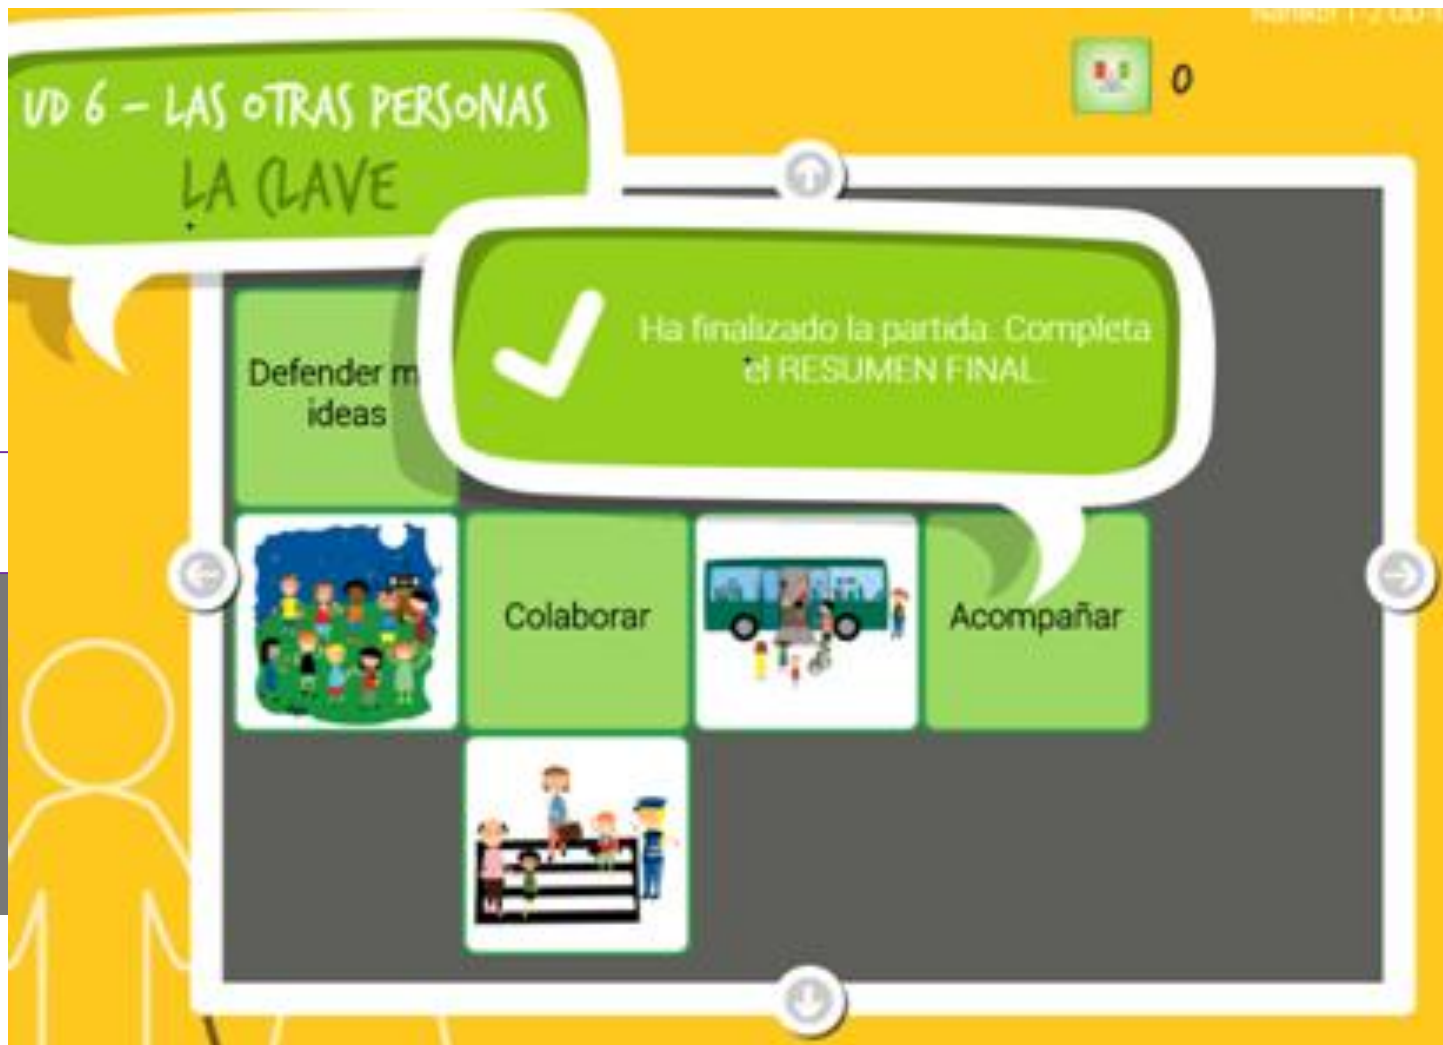 UD 6 – LAS OTRAS PERSONAS
LA CLAVE
0
Ha finalizado la partida. Completa
el RESUMEN FINAL.
Defender
ideas
Colaborar
Acompañar